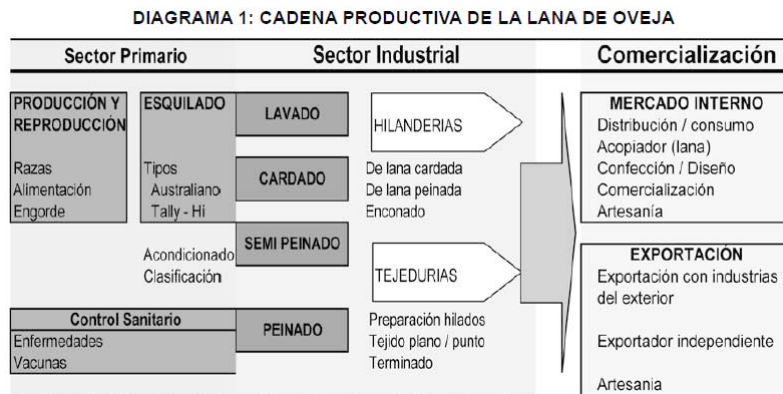 DIAGRAMA 1: CADENA PRODUCTIVA DE LA LANA DE OVEJA
Sector Primario
Sector Industrial
Comercialización
PRODUCCIÓN Y
REPRODUCCIÓN
Razas
Alimentación
Engorde
ESQUILADO
Tipos
Australiano
Tally - Hi
Acondicionado
Clasificación
Control Sanitario
Enfermedades
Vacunas
LAVADO
CARDADO
SEMI PEINADO
PEINADO
HILANDERIAS
De lana cardada
De lana peinada
Enconado
TEJEDURIAS
Preparación hilados
Tejido plano / punto
Terminado
MERCADO INTERNO
Distribución / consumo
Acopiador (lana)
Confección / Diseño
Comercialización
Artesanía
EXPORTACIÓN
Exportación con industrias
del exterior
Exportador independiente
Artesania